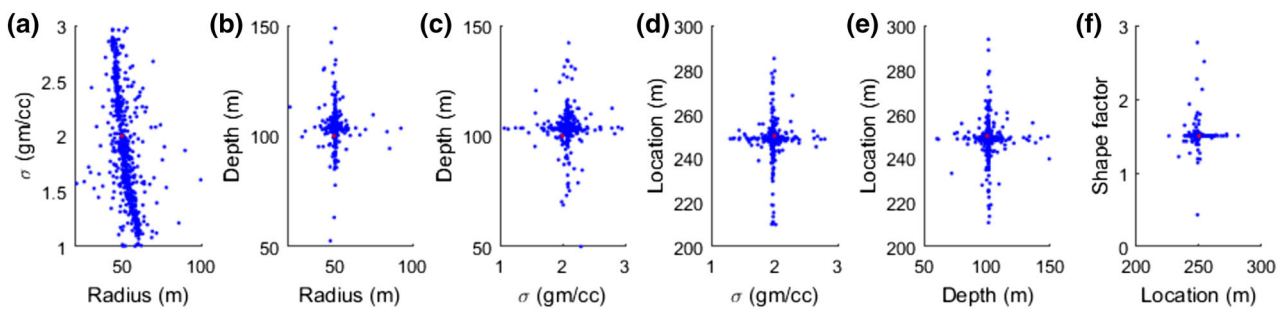 (a)
σ (gm/cc)
3
2.5
2
1.5
1
50
100
Radius (m)
(b)
Depth (m)
150
100
50
50
100
Radius (m)
(c)
Depth (m)
150
100
50
1
2
3
σ (gm/cc)
(d)
Location (m)
300
280
260
240
220
200
1
2
3
σ (gm/cc)
(e)
Location (m)
300
280
260
240
220
200
50
100
150
Depth (m)
(f)
Shape factor
3
2
1
0
200
250
300
Location (m)